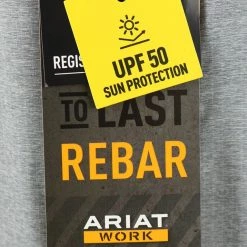 REGIS
UPF 50
SUN PROTECTION
TO LAST
REBAR
ARIAT
WORK